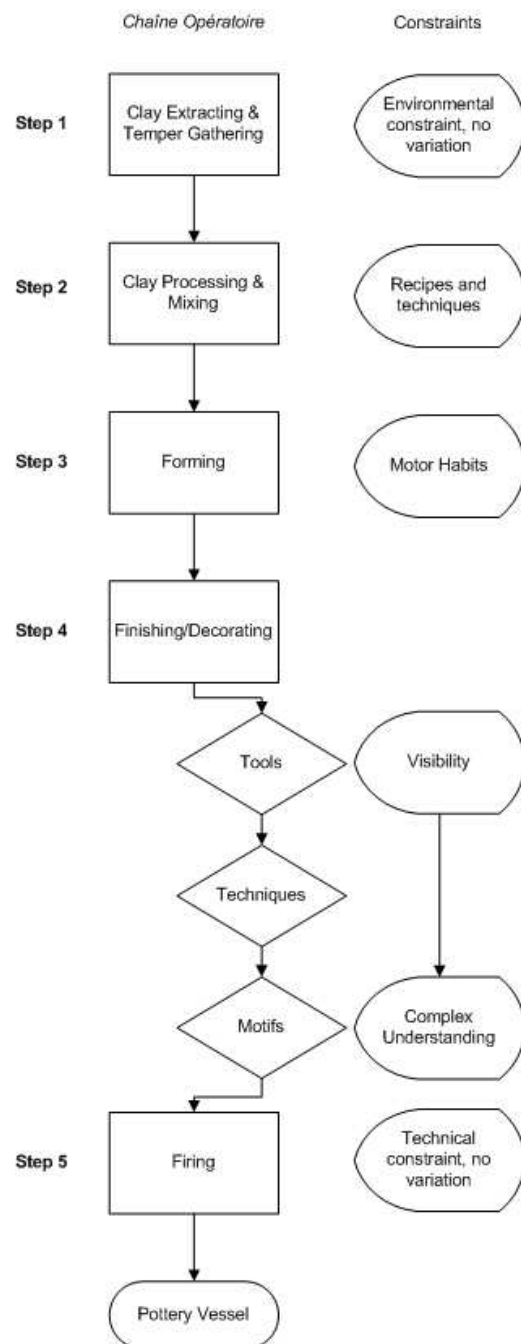 Chaîne Opératoire
Constraints
Step 1
Clay Extracting &
Temper Gathering
Environmental
constraint, no
variation
Step 2
Clay Processing &
Mixing
Recipes and
techniques
Step 3
Forming
Motor Habits
Step 4
Finishing/Decorating
Tools
Visibility
Techniques
Motifs
Complex
Understanding
Step 5
Firing
Technical
constraint, no
variation
Pottery Vessel